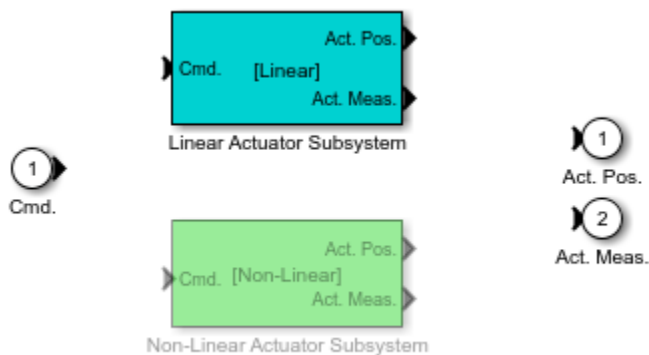 Act. Pos.
Cmd.
[Linear]
Act. Meas.
Linear Actuator Subsystem
1
Cmd.
1
Act. Pos.
2
Act. Meas.
Act. Pos.
Cmd.
[Non-Linear]
Act. Meas.
Non-Linear Actuator Subsystem